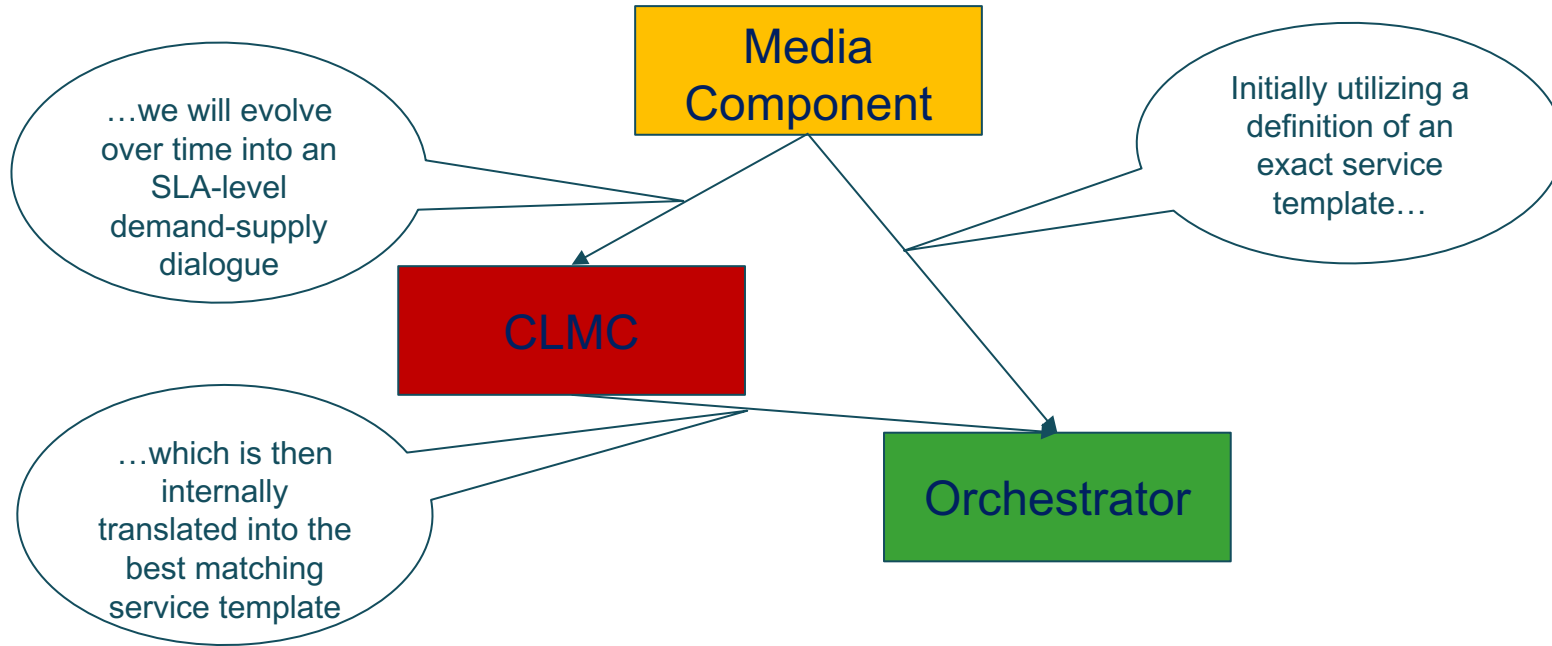 Media
Component
Initially utilizing a
definition of an
exact service
template…
…we will evolve
over time into an
SLA-level
demand-supply
dialogue
CLMC
…which is then
internally
translated into the
best matching
service template
Orchestrator